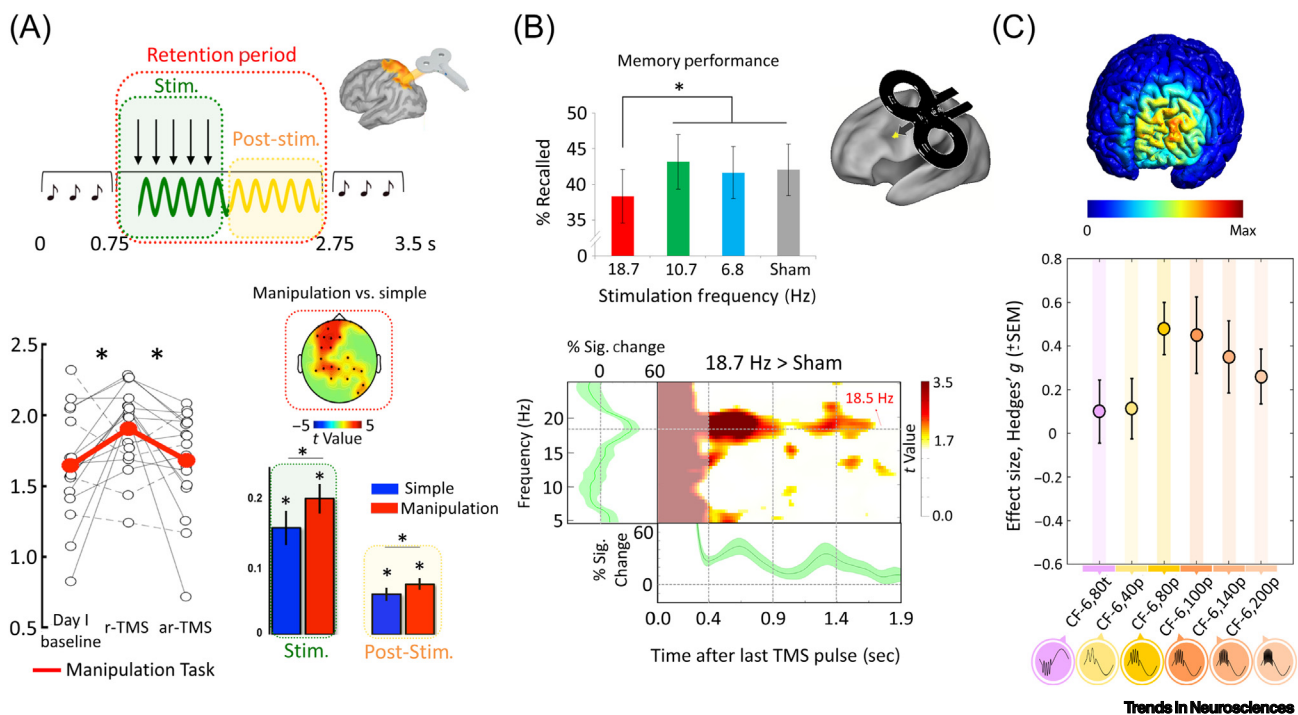 (A)
Retention period
Stim.
Post-stim.
0
0.75
2.75
3.5 s
Manipulation vs. simple
−5
5
t Value
2.5
2.0
1.5
1.0
0.5
* *
Day I
baseline
r-TMS
ar-TMS
Manipulation Task
0.2
0.1
0
*
* *
Stim.
Simple
Manipulation
*
* *
Post-Stim.
(B)
Memory performance
*
% Recalled
50
45
40
35
0
18.7
10.7
6.8
Sham
Stimulation frequency (Hz)
% Sig. change
0
60
18.7 Hz > Sham
Frequency (Hz)
20
15
10
5
18.5 Hz
3.5
1.7
0.0
t Value
% Sig.
Change
60
0
0.0
0.4
0.9
1.4
1.9
Time after last TMS pulse (sec)
(C)
0
Max
Effect size, Hedges’ g (±SEM)
0.8
0.6
0.4
0.2
0
−0.2
−0.4
−0.6
CF-6,80t
CF-6,40p
CF-6,80p
CF-6,100p
CF-6,140p
CF-6,200p
Trends in Neurosciences